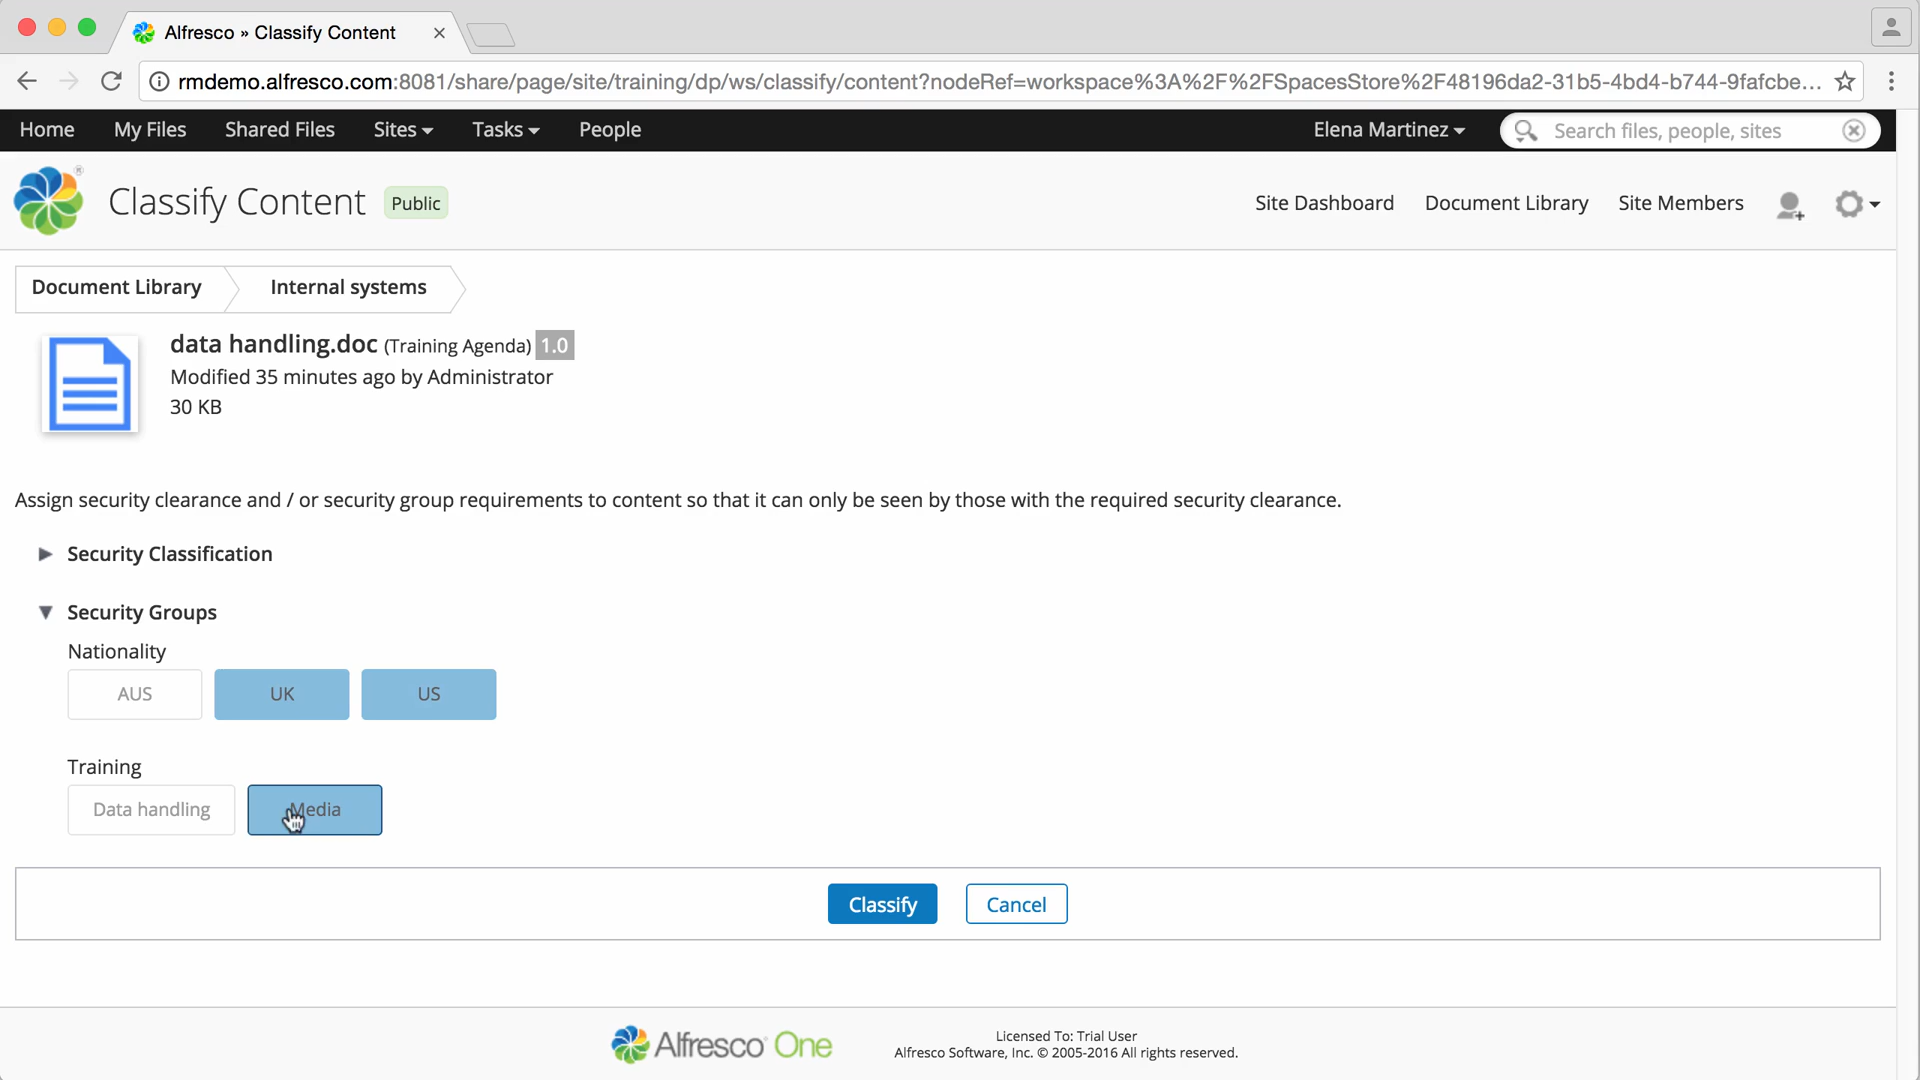 Alfresco » Classify Content
rmdemo.alfresco.com:8081/share/page/site/training/dp/ws/classify/content?nodeRef=workspace%3A%2F%2FSpacesStore%2F48196da2-31b5-4bd4-b744-9fafcbe...
Home My Files Shared Files Sites Tasks People Elena Martinez Search files, people, sites
Classify Content Public Site Dashboard Document Library Site Members
Document Library Internal systems
data handling.doc (Training Agenda) 1.0
Modified 35 minutes ago by Administrator
30 KB
Assign security clearance and / or security group requirements to content so that it can only be seen by those with the required security clearance.
Security Classification
Security Groups
Nationality
AUS UK US
Training
Data handling Media
Classify Cancel
Alfresco One
Licensed To: Trial User
Alfresco Software, Inc. © 2005-2016 All rights reserved.